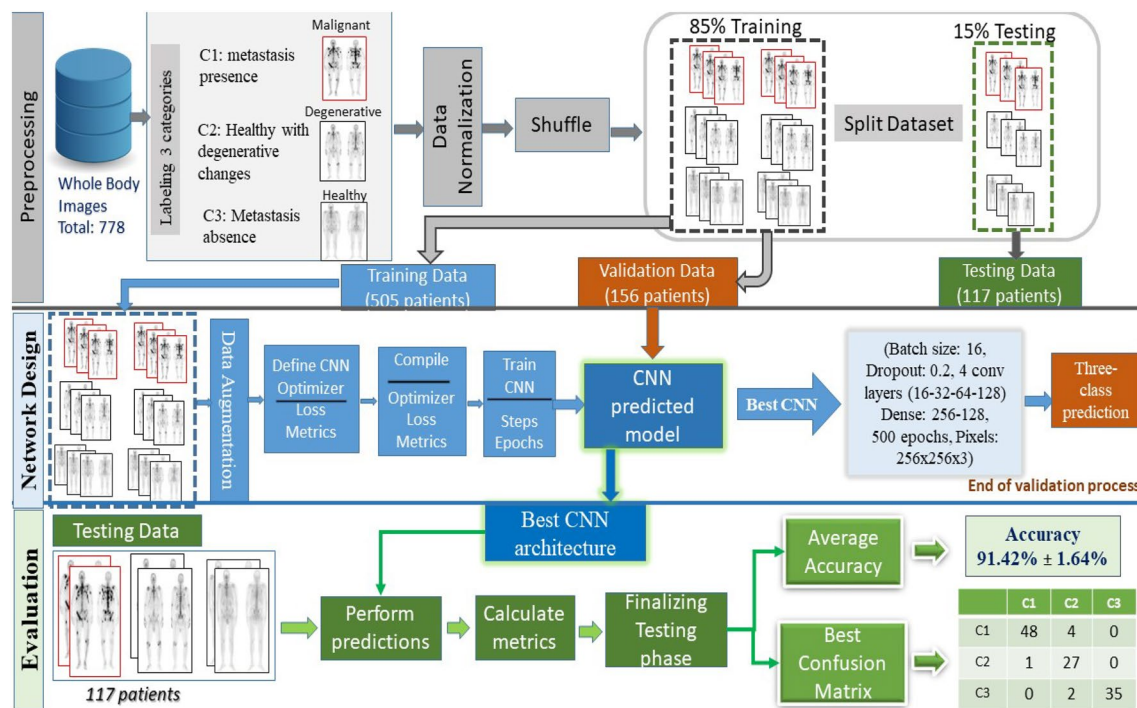 Preprocessing
Whole Body
Images
Total: 778
Labeling 3 categories
Malignant
C1: metastasis
presence
Degenerative
C2: Healthy with
degenerative
changes
Healthy
C3: Metastasis
absence
Data
Normalization
Shuffle
85% Training
Split Dataset
15% Testing
Training Data
(505 patients)
Validation Data
(156 patients)
Testing Data
(117 patients)
Network Design
Data Augmentation
Define CNN
Optimizer
Loss
Metrics
Compile
Optimizer
Loss
Metrics
Train
CNN
Steps
Epochs
CNN
predicted
model
Best CNN
(Batch size: 16,
Dropout: 0.2, 4 conv
layers (16-32-64-128)
Dense: 256-128,
500 epochs, Pixels:
256x256x3)
Three-
class
prediction
End of validation process
Evaluation
Testing Data
117 patients
Best CNN
architecture
Perform
predictions
Calculate
metrics
Finalizing
Testing
phase
Average
Accuracy
Accuracy
91.42% ± 1.64%
Best
Confusion
Matrix
C1 C2 C3
C1 48 4 0
C2 1 27 0
C3 0 2 35